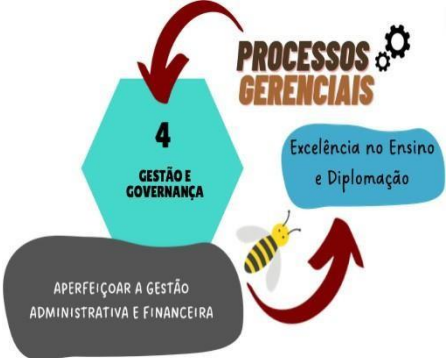 PROCESSOS
GERENCIAIS
4
GESTÃO E
GOVERNANÇA
Excelência no Ensino
e Diplomação
APERFEIÇOAR A GESTÃO
ADMINISTRATIVA E FINANCEIRA